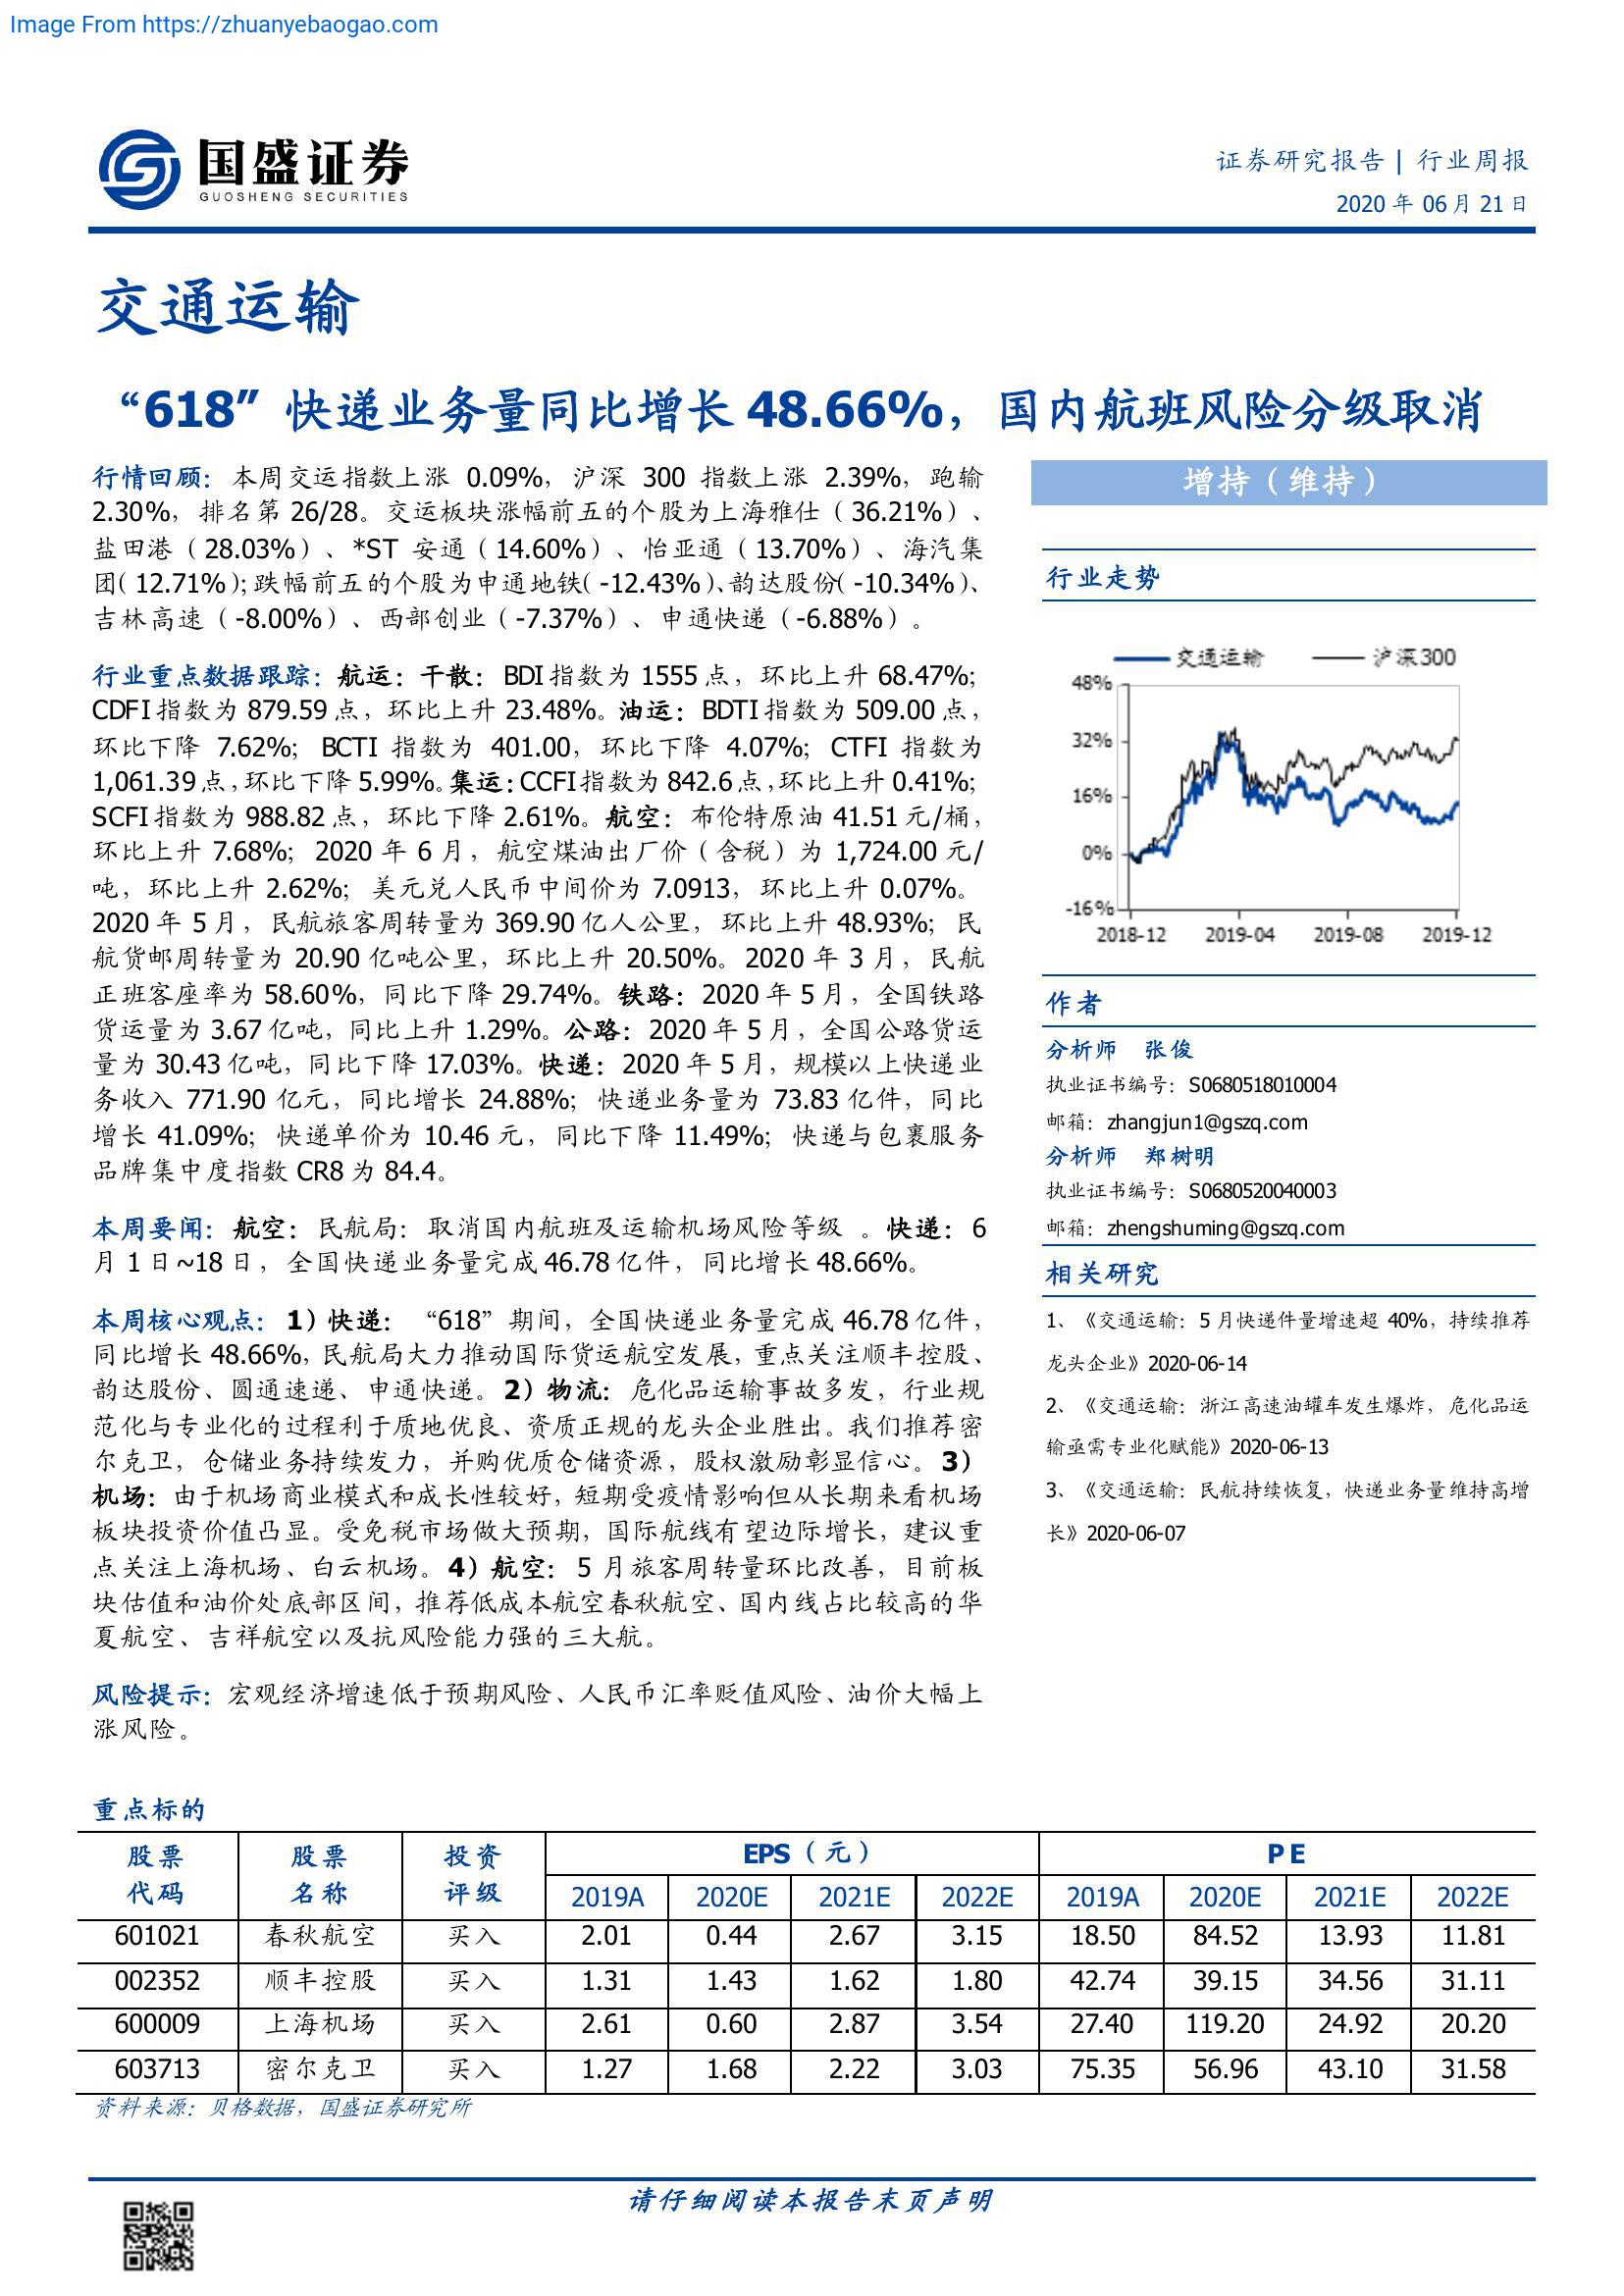 Image From https://zhuanyebaogao.com
国盛证券
GUOSHENG SECURITIES
证券研究报告 | 行业周报
2020 年 06 月 21 日
交通运输
“618”快递业务量同比增长 48.66%，国内航班风险分级取消
行情回顾：本周交运指数上涨 0.09%，沪深 300 指数上涨 2.39%，跑输
2.30%，排名第 26/28。交运板块涨幅前五的个股为上海雅仕（36.21%）、
盐田港（28.03%）、*ST 安通（14.60%）、怡亚通（13.70%）、海汽集
团(12.71%);跌幅前五的个股为申通地铁(-12.43%)、韵达股份(-10.34%)、
吉林高速（-8.00%）、西部创业（-7.37%）、申通快递（-6.88%）。
行业重点数据跟踪：航运：干散：BDI 指数为 1555 点，环比上升 68.47%；
CDFI 指数为 879.59 点，环比上升 23.48%。油运：BDTI 指数为 509.00 点，
环比下降 7.62%；BCTI 指数为 401.00，环比下降 4.07%；CTFI 指数为
1,061.39 点，环比下降 5.99%。集运：CCFI 指数为 842.6 点，环比上升 0.41%；
SCFI 指数为 988.82 点，环比下降 2.61%。航空：布伦特原油 41.51 元/桶，
环比上升 7.68%；2020 年 6 月，航空煤油出厂价（含税）为 1,724.00 元/
吨，环比上升 2.62%；美元兑人民币中间价为 7.0913，环比上升 0.07%。
2020 年 5 月，民航旅客周转量为 369.90 亿人公里，环比上升 48.93%；民
航货邮周转量为 20.90 亿吨公里，环比上升 20.50%。2020 年 3 月，民航
正班客座率为 58.60%，同比下降 29.74%。铁路：2020 年 5 月，全国铁路
货运量为 3.67 亿吨，同比上升 1.29%。公路：2020 年 5 月，全国公路货运
量为 30.43 亿吨，同比下降 17.03%。快递：2020 年 5 月，规模以上快递业
务收入 771.90 亿元，同比增长 24.88%；快递业务量为 73.83 亿件，同比
增长 41.09%；快递单价为 10.46 元，同比下降 11.49%；快递与包裹服务
品牌集中度指数 CR8 为 84.4。
本周要闻：航空：民航局：取消国内航班及运输机场风险等级 。快递：6
月 1 日~18 日，全国快递业务量完成 46.78 亿件，同比增长 48.66%。
本周核心观点：1）快递：“618”期间，全国快递业务量完成 46.78 亿件，
同比增长 48.66%，民航局大力推动国际货运航空发展，重点关注顺丰控股、
韵达股份、圆通速递、申通快递。2）物流：危化品运输事故多发，行业规
范化与专业化的过程利于质地优良、资质正规的龙头企业胜出。我们推荐密
尔克卫，仓储业务持续发力，并购优质仓储资源，股权激励彰显信心。3）
机场：由于机场商业模式和成长性较好，短期受疫情影响但从长期来看机场
板块投资价值凸显。受免税市场做大预期，国际航线有望边际增长，建议重
点关注上海机场、白云机场。4）航空：5 月旅客周转量环比改善，目前板
块估值和油价处底部区间，推荐低成本航空春秋航空、国内线占比较高的华
夏航空、吉祥航空以及抗风险能力强的三大航。
风险提示：宏观经济增速低于预期风险、人民币汇率贬值风险、油价大幅上
涨风险。
增持（维持）
行业走势
交通运输 沪深300
48%
32%
16%
0%
-16%
2018-12 2019-04 2019-08 2019-12
作者
分析师 张俊
执业证书编号：S0680518010004
邮箱：zhangjun1@gszq.com
分析师 郑树明
执业证书编号：S0680520040003
邮箱：zhengshuming@gszq.com
相关研究
1、《交通运输：5 月快递件量增速超 40%，持续推荐
龙头企业》2020-06-14
2、《交通运输：浙江高速油罐车发生爆炸，危化品运
输亟需专业化赋能》2020-06-13
3、《交通运输：民航持续恢复，快递业务量维持高增
长》2020-06-07
重点标的
股票 股票 投资 EPS（元） PE
代码 名称 评级 2019A 2020E 2021E 2022E 2019A 2020E 2021E 2022E
601021 春秋航空 买入 2.01 0.44 2.67 3.15 18.50 84.52 13.93 11.81
002352 顺丰控股 买入 1.31 1.43 1.62 1.80 42.74 39.15 34.56 31.11
600009 上海机场 买入 2.61 0.60 2.87 3.54 27.40 119.20 24.92 20.20
603713 密尔克卫 买入 1.27 1.68 2.22 3.03 75.35 56.96 43.10 31.58
资料来源：贝格数据，国盛证券研究所
请仔细阅读本报告末页声明